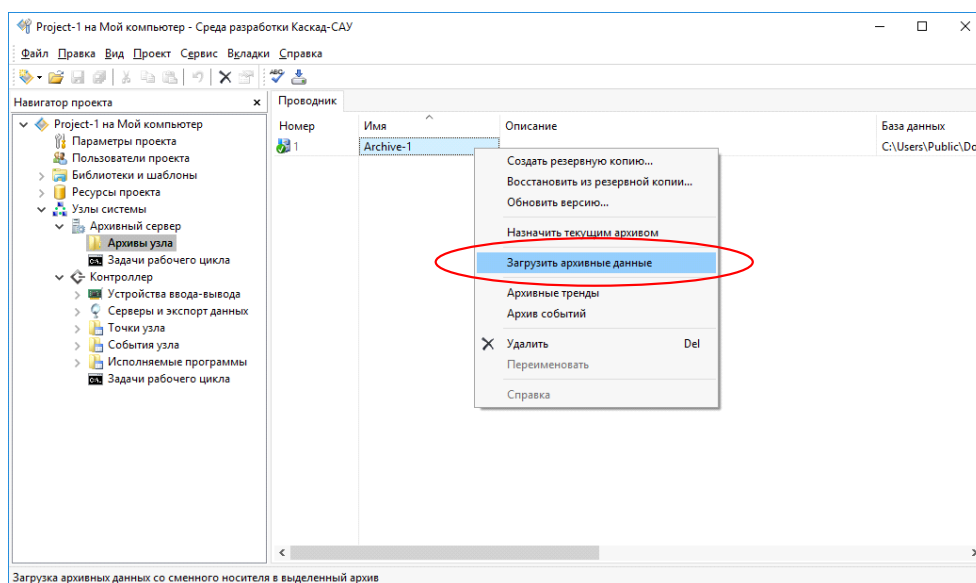 Project-1 на Мой компьютер - Среда разработки Каскад-САУ
Файл Правка Вид Проект Сервис Вкладки Справка
Навигатор проекта
Project-1 на Мой компьютер
Параметры проекта
Пользователи проекта
Библиотеки и шаблоны
Ресурсы проекта
Узлы системы
Архивный сервер
Архивы узла
Задачи рабочего цикла
Контроллер
Устройства ввода-вывода
Серверы и экспорт данных
Точки узла
События узла
Исполняемые программы
Задачи рабочего цикла
Проводник
Номер Имя Описание База данных
1 Archive-1 C:\Users\Public\Do
Создать резервную копию...
Восстановить из резервной копии...
Обновить версию...
Назначить текущим архивом
Загрузить архивные данные
Архивные тренды
Архив событий
Удалить Del
Переименовать
Справка
Загрузка архивных данных со сменного носителя в выделенный архив